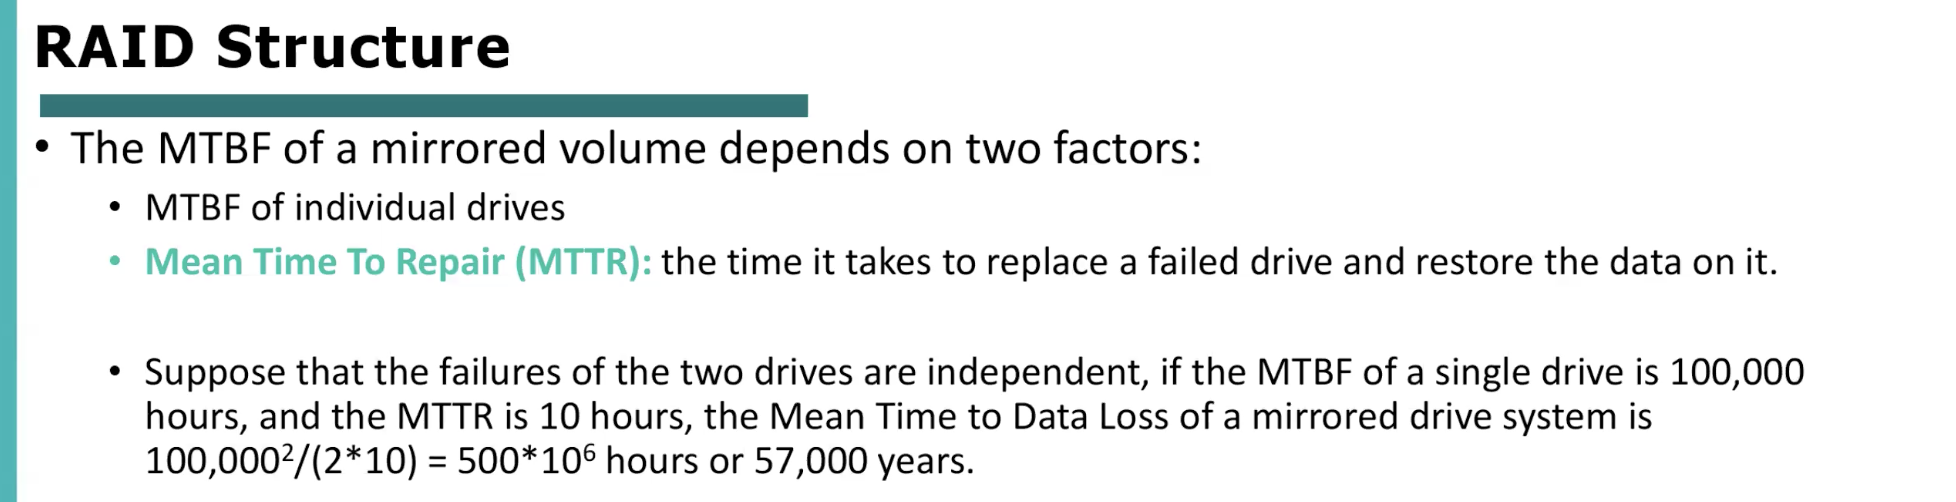 RAID Structure
• The MTBF of a mirrored volume depends on two factors:
• MTBF of individual drives
• Mean Time To Repair (MTTR): the time it takes to replace a failed drive and restore the data on it.
• Suppose that the failures of the two drives are independent, if the MTBF of a single drive is 100,000
hours, and the MTTR is 10 hours, the Mean Time to Data Loss of a mirrored drive system is
100,000²/(2*10) = 500*10⁶ hours or 57,000 years.